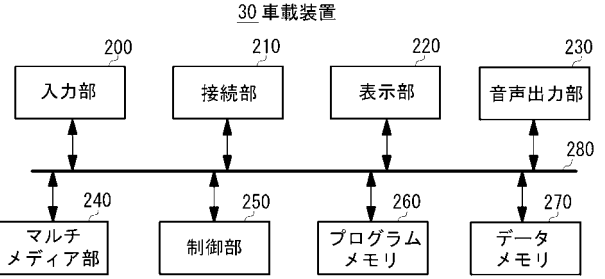 30 車載装置
200
210
220
230
入力部
接続部
表示部
音声出力部
280
240
250
260
270
マルチ
メディア部
制御部
プログラム
メモリ
データ
メモリ